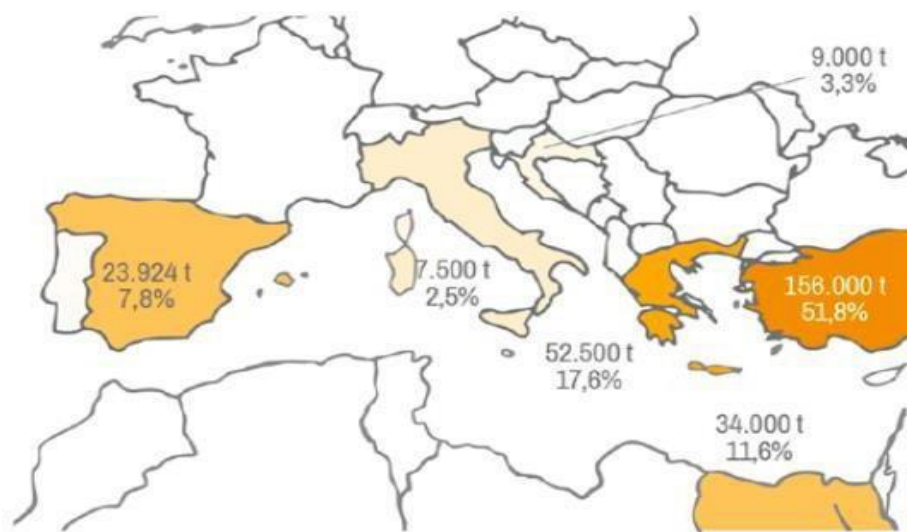 9.000 t
3,3%
23.924 t
7,8%
7.500 t
2,5%
156.000 t
51,8%
52.500 t
17,6%
34.000 t
11,6%